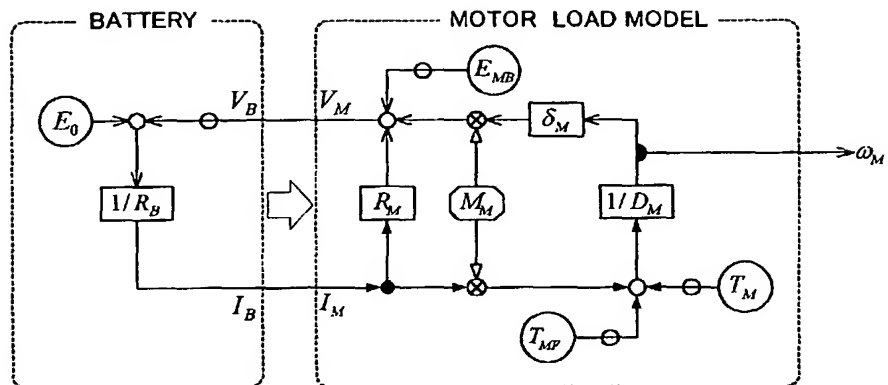 BATTERY
MOTOR LOAD MODEL
E_MB
E_0
V_B
V_M
δ_M
ω_M
1/R_B
R_M
M_M
1/D_M
I_B
I_M
T_M
T_MF